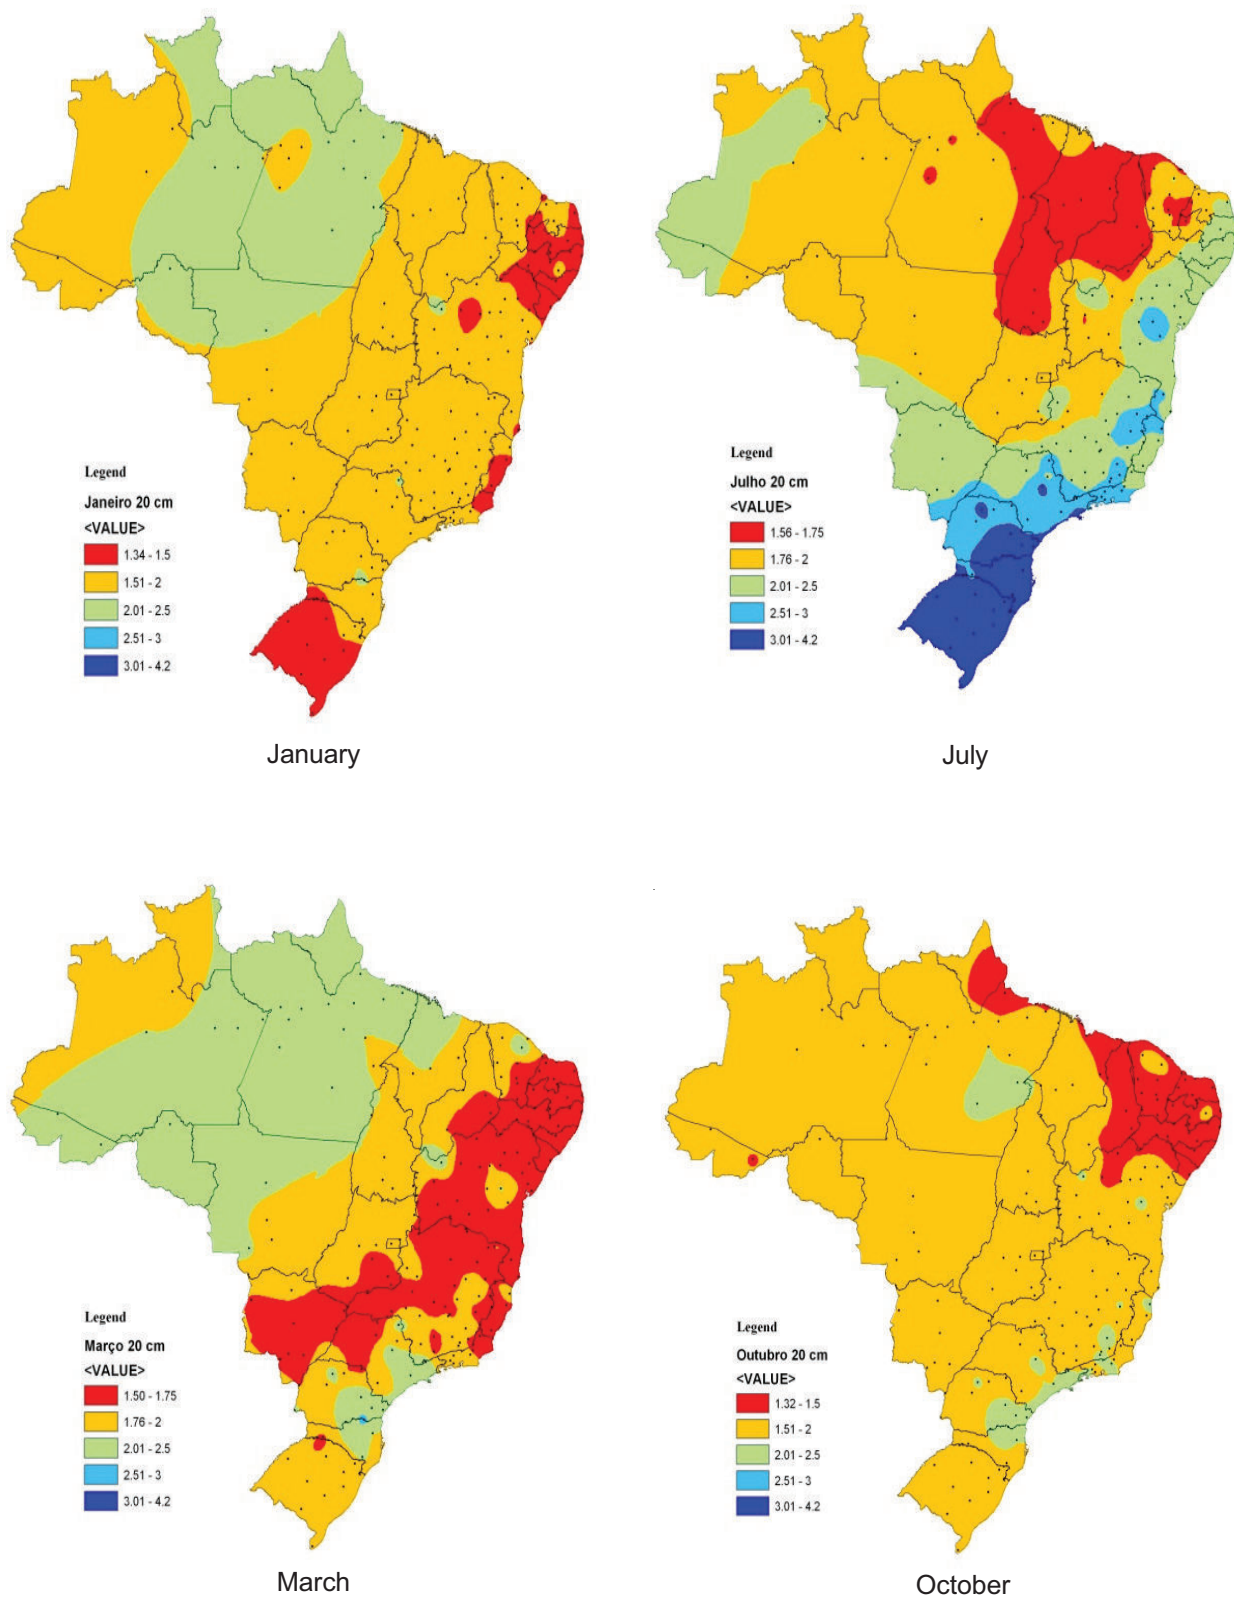 Legend
Janeiro 20 cm
<VALUE>
1.34 - 1.5
1.51 - 2
2.01 - 2.5
2.51 - 3
3.01 - 4.2
January
Legend
Julho 20 cm
<VALUE>
1.56 - 1.75
1.76 - 2
2.01 - 2.5
2.51 - 3
3.01 - 4.2
July
Legend
Março 20 cm
<VALUE>
1.50 - 1.75
1.76 - 2
2.01 - 2.5
2.51 - 3
3.01 - 4.2
March
Legend
Outubro 20 cm
<VALUE>
1.32 - 1.5
1.51 - 2
2.01 - 2.5
2.51 - 3
3.01 - 4.2
October